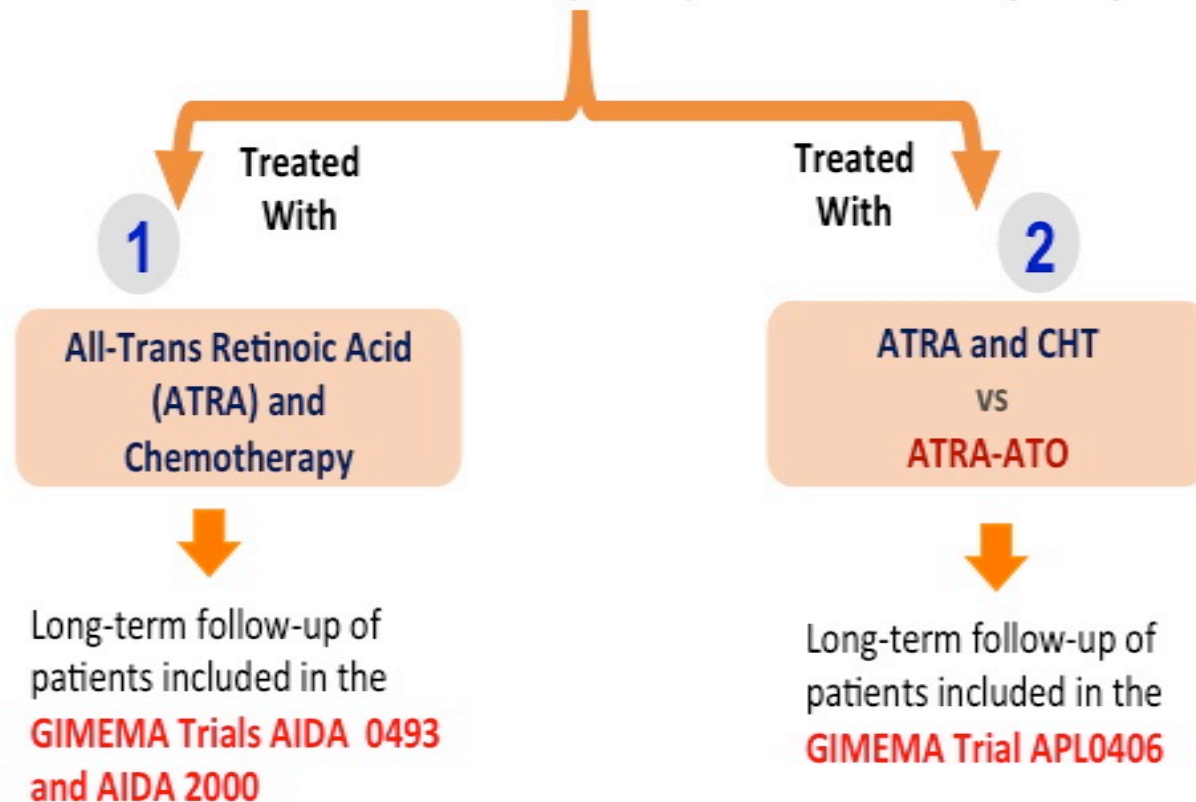 Treated
With
1
All-Trans Retinoic Acid
(ATRA) and
Chemotherapy
Long-term follow-up of
patients included in the
GIMEMA Trials AIDA 0493
and AIDA 2000
Treated
With
2
ATRA and CHT
vs
ATRA-ATO
Long-term follow-up of
patients included in the
GIMEMA Trial APL0406